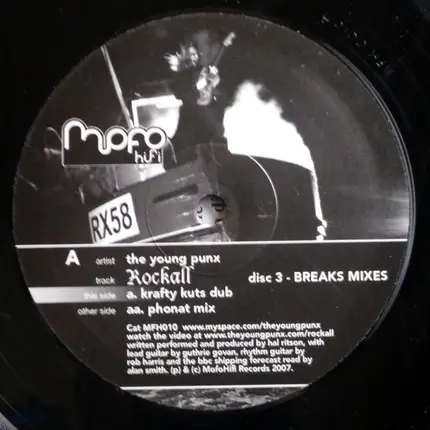 mofo
hifi
RX58
A artist the young punx
track Rockall disc 3 - BREAKS MIXES
this side a. krafty kuts dub
other side aa. phonat mix
Cat MFH010 www.myspace.com/theyoungpunx
watch the video at www.theyoungpunx.com/rockall
written performed and produced by hal ritson, with
lead guitar by guthrie govan, rhythm guitar by
rob harris and the bbc shipping forecast read by
alan smith. (p) & (c) MofoHifi Records 2007.